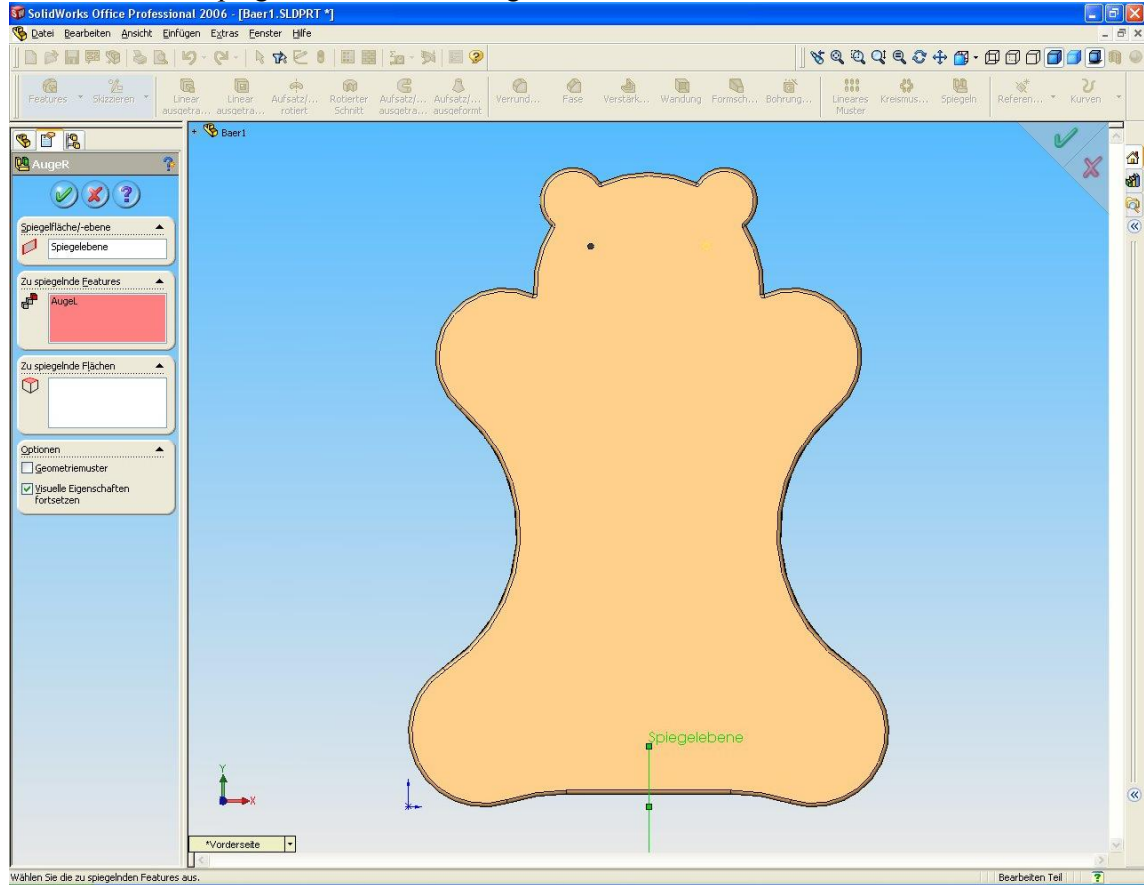 SolidWorks Office Professional 2006 - [Baer1.SLDPRT *]
Datei Bearbeiten Ansicht Einfügen Extras Fenster Hilfe
Features Skizzieren Linear ausgetra... Linear ausgetra... Aufsatz/... rotiert Rotierter Schnitt Aufsatz/... ausgetra... Aufsatz/... ausgeformt Verrund... Fase Verstärk... Wandung Formsch... Bohrung... Lineares Muster Kreismus... Spiegeln Referen... Kurven
Baer1
AugeR
Spiegelfläche/-ebene
Spiegelebene
Zu spiegelnde Features
AugeL
Zu spiegelnde Flächen
Optionen
Geometriemuster
Visuelle Eigenschaften
fortsetzen
Spiegelebene
Y
X
*Vorderseite
Wählen Sie die zu spiegelnden Features aus.
Bearbeiten Teil